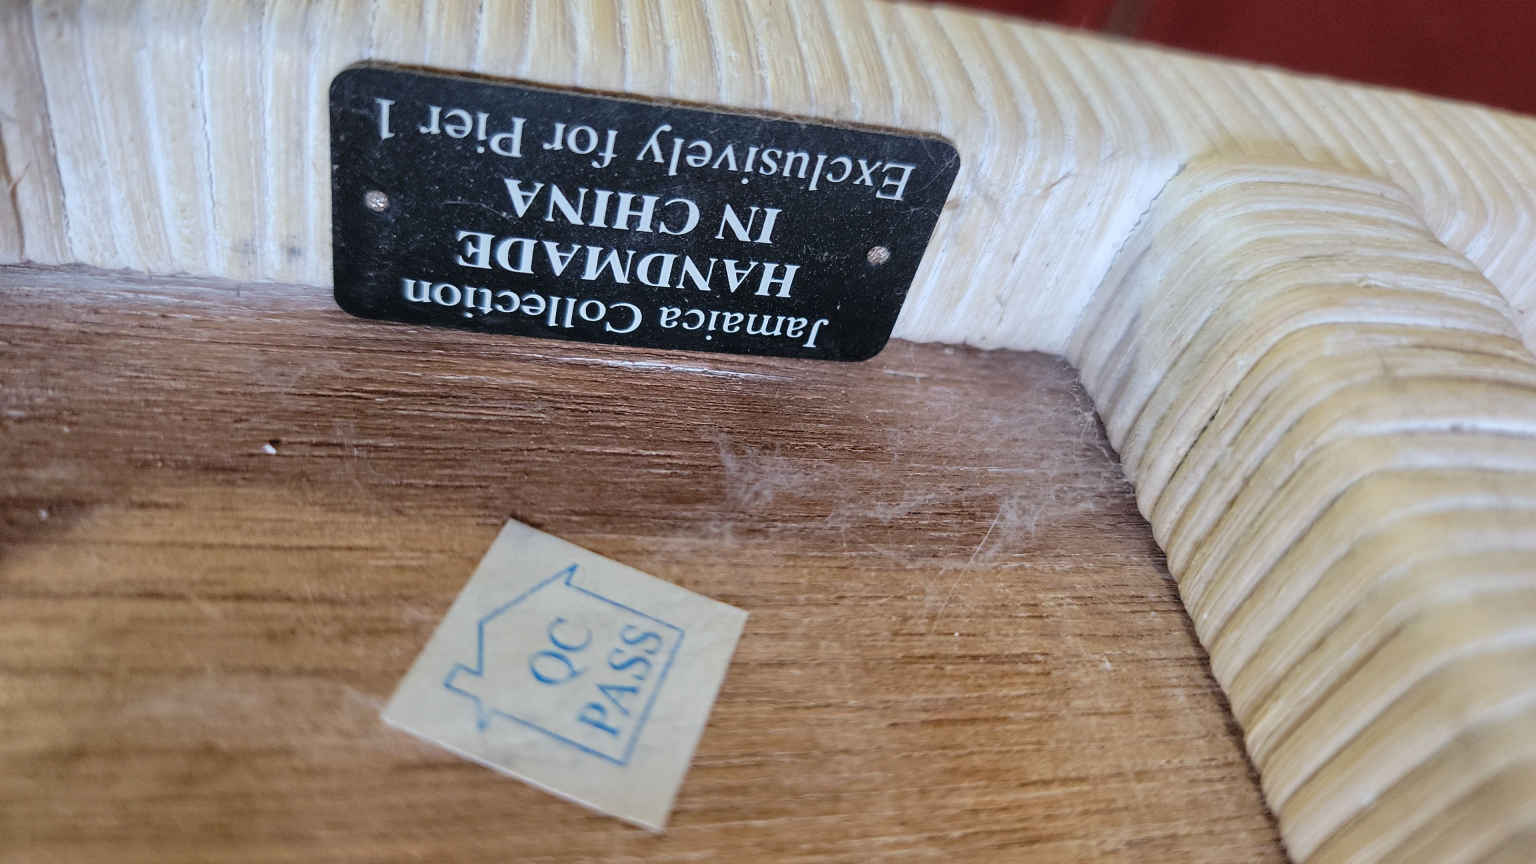 Jamaica Collection
HANDMADE
IN CHINA
Exclusively for Pier 1
QC
PASS